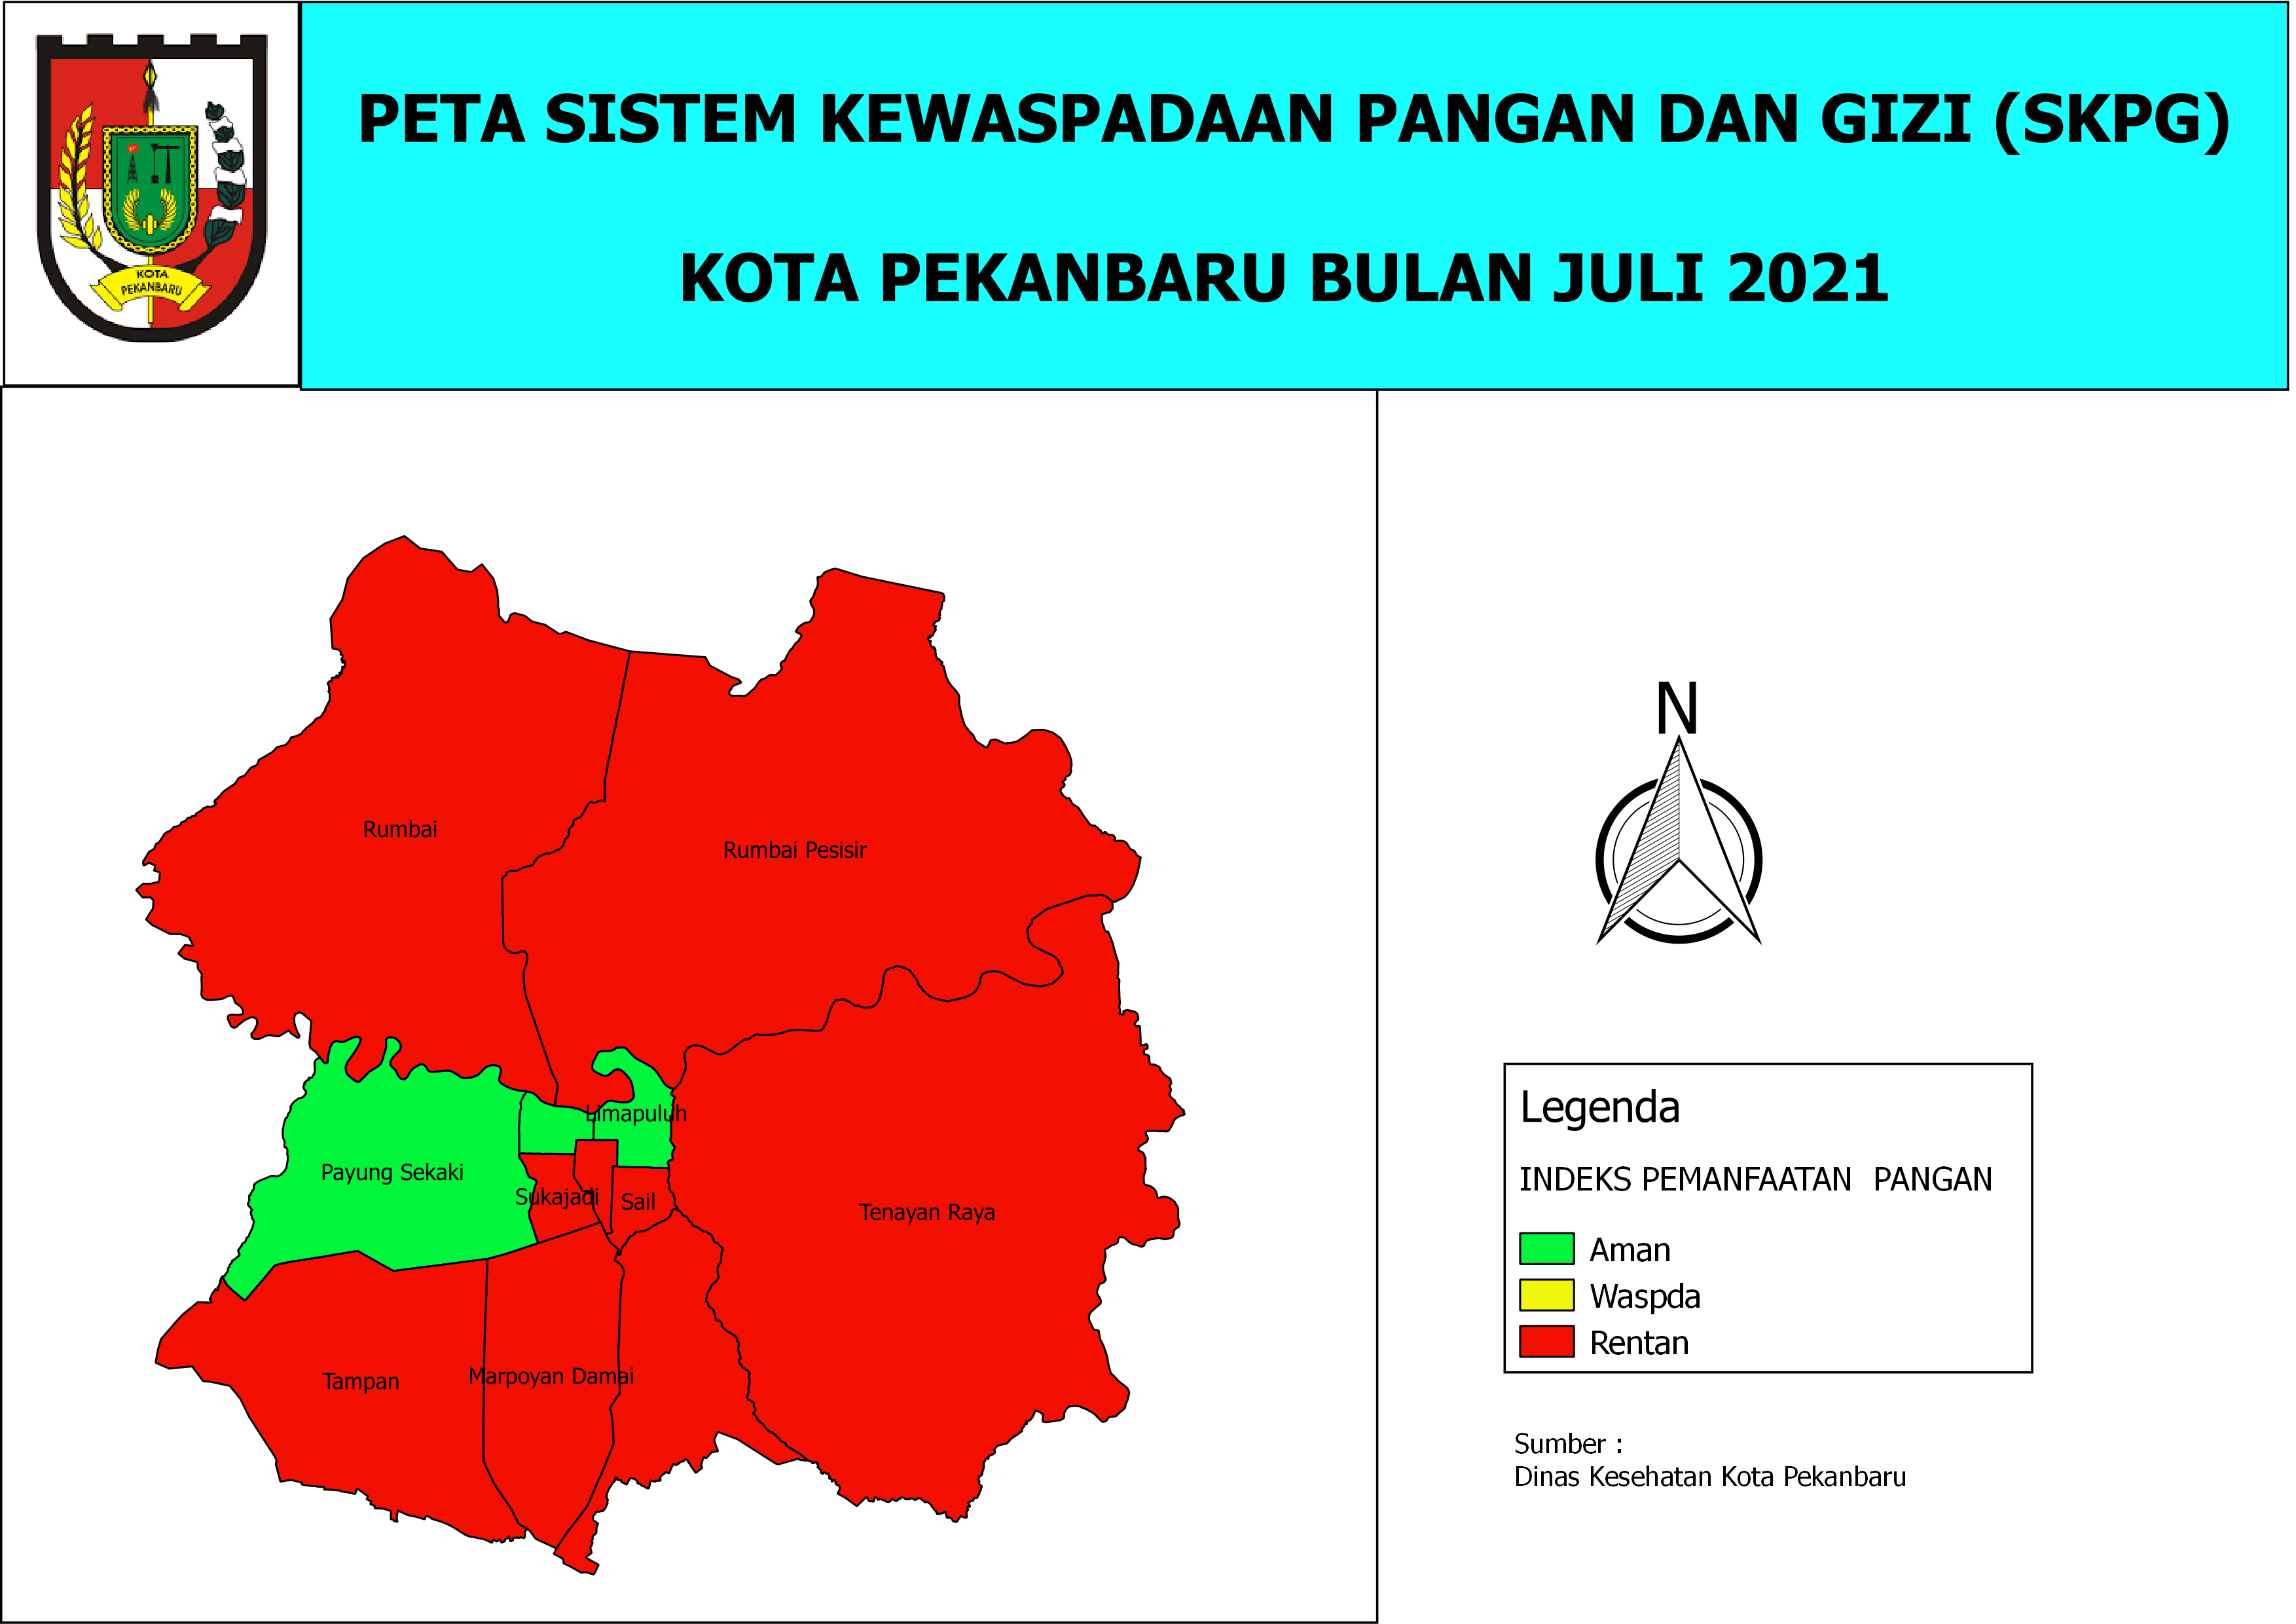 KOTA
PEKANBARU
PETA SISTEM KEWASPADAAN PANGAN DAN GIZI (SKPG)
KOTA PEKANBARU BULAN JULI 2021
Rumbai
Rumbai Pesisir
Limapuluh
Payung Sekaki
Sukajadi
Sail
Tenayan Raya
Tampan
Marpoyan Damai
N
Legenda
INDEKS PEMANFAATAN PANGAN
Aman
Waspda
Rentan
Sumber :
Dinas Kesehatan Kota Pekanbaru